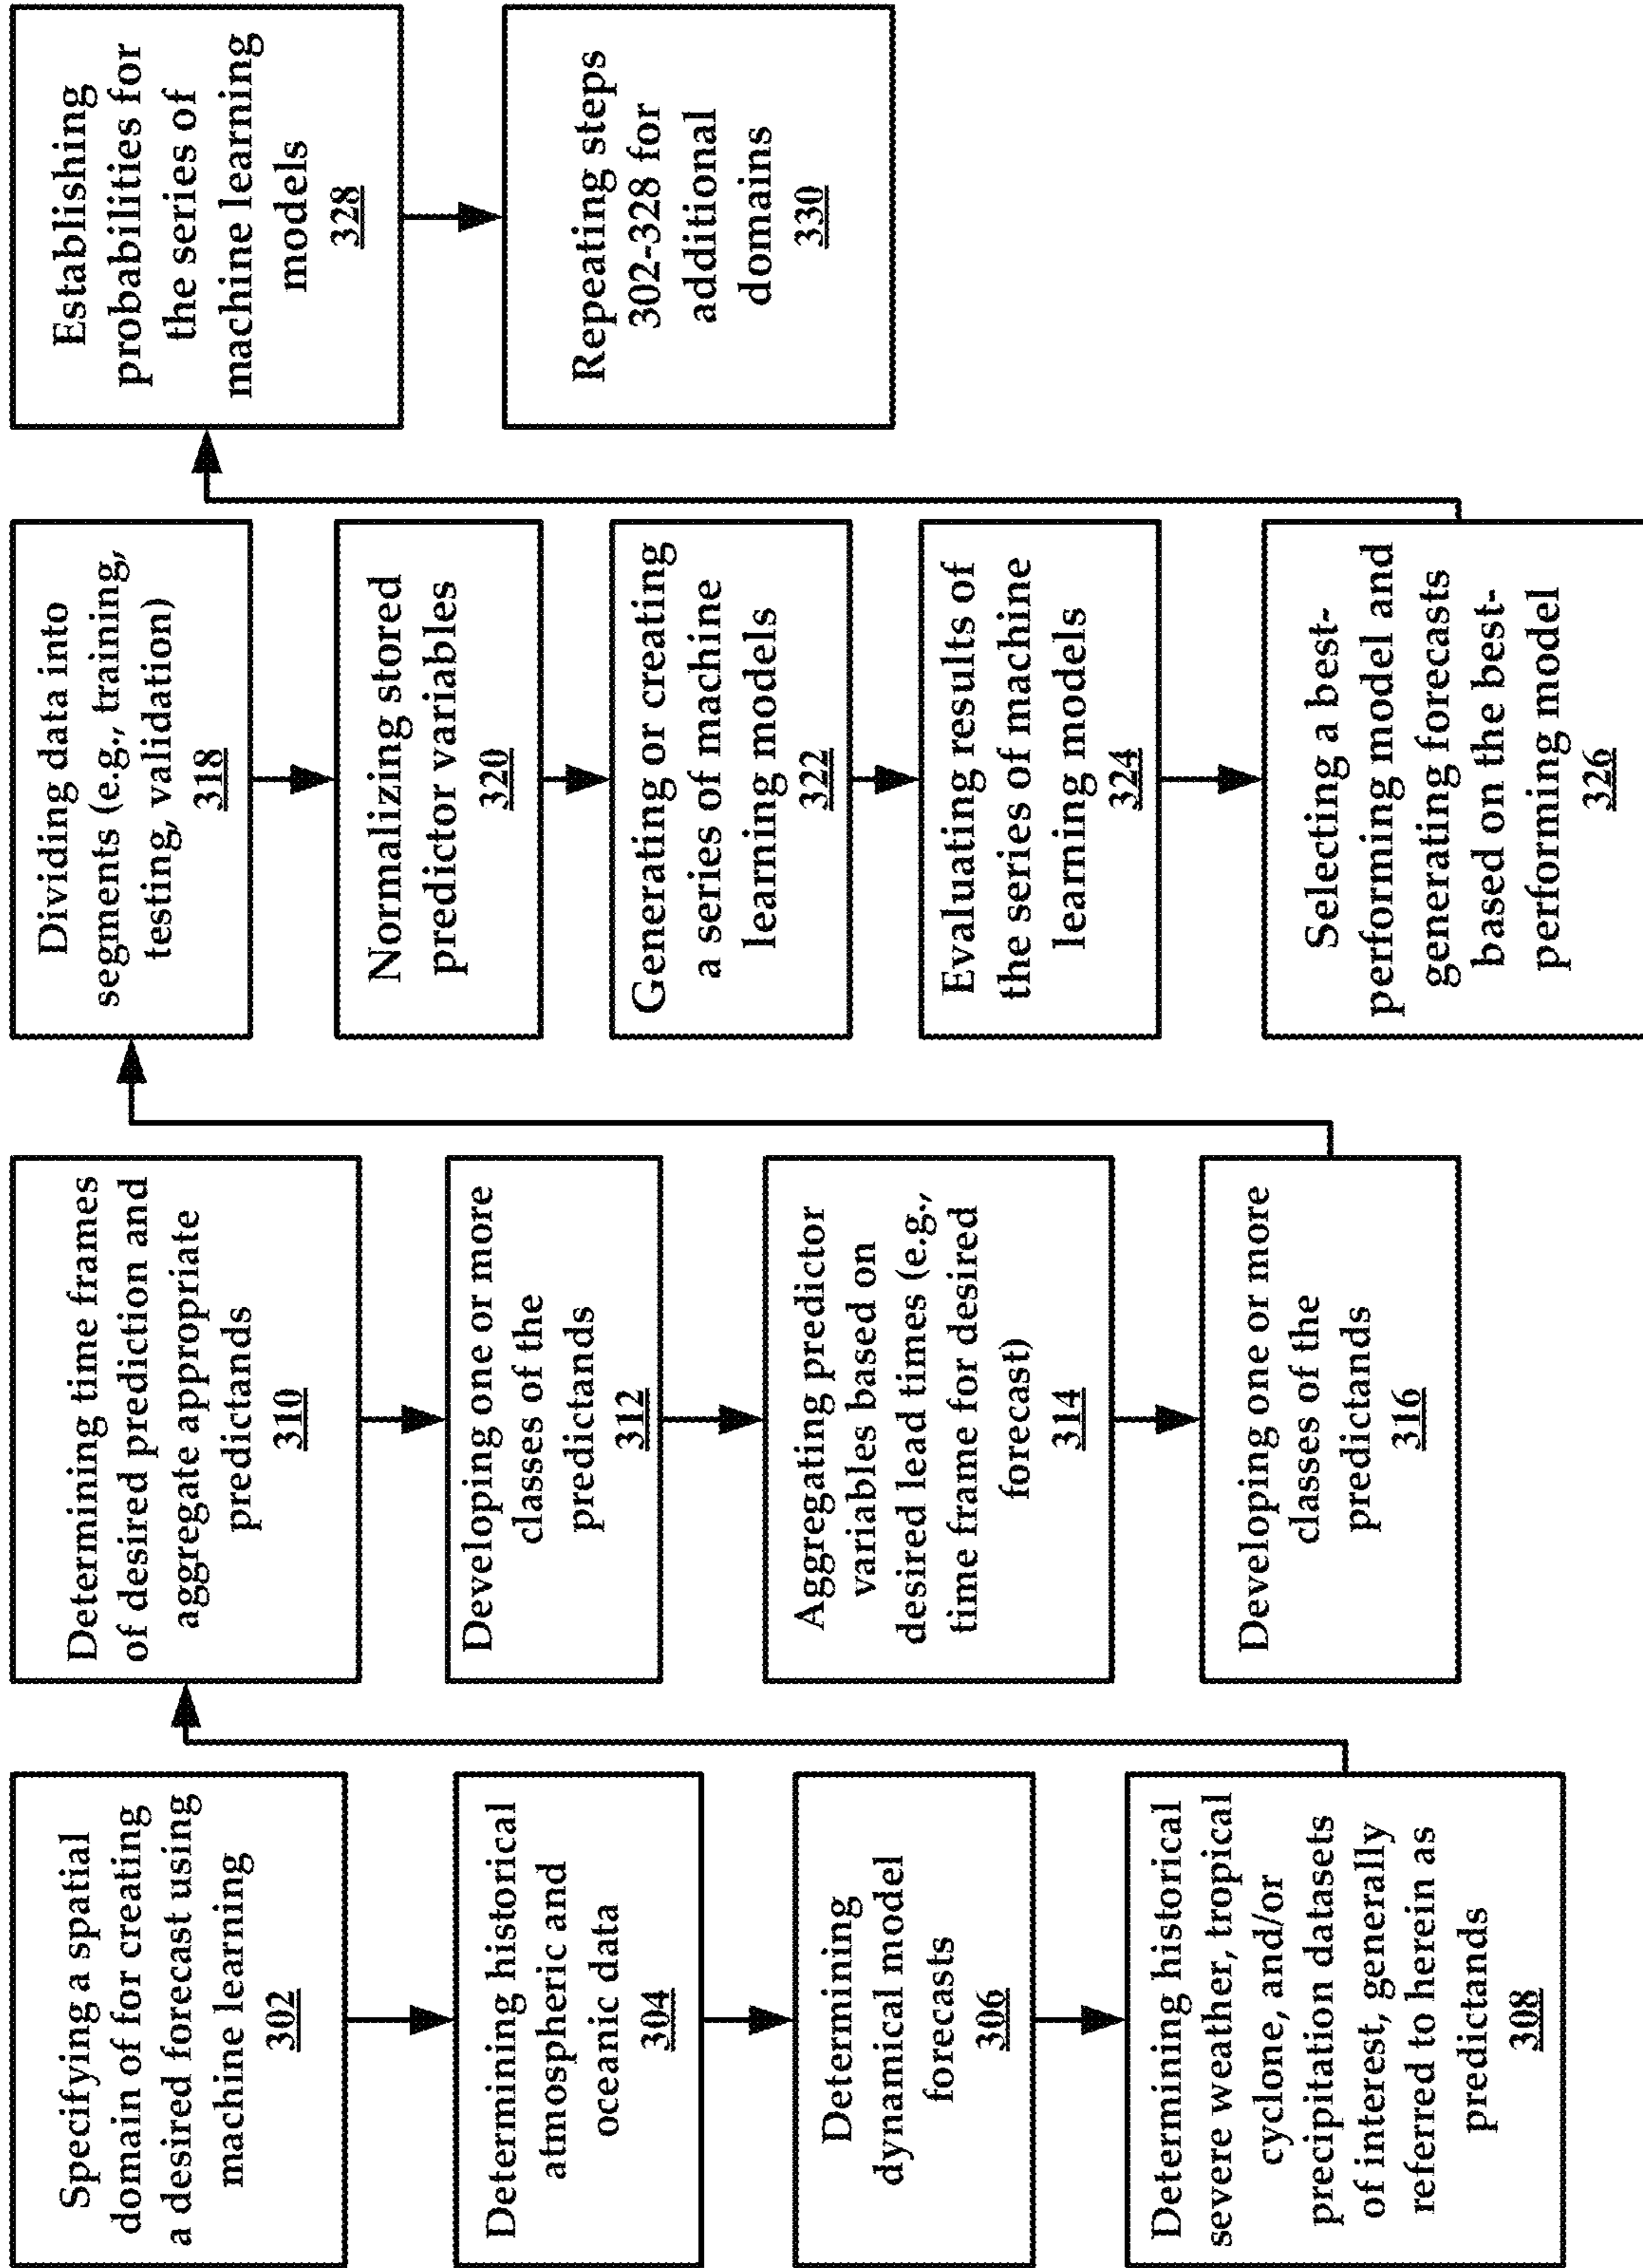 Specifying a spatial
domain of for creating
a desired forecast using
machine learning
302
Determining historical
atmospheric and
oceanic data
304
Determining
dynamical model
forecasts
306
Determining historical
severe weather, tropical
cyclone, and/or
precipitation datasets
of interest, generally
referred to herein as
predictands
308
Determining time frames
of desired prediction and
aggregate appropriate
predictands
310
Developing one or more
classes of the
predictands
312
Aggregating predictor
variables based on
desired lead times (e.g.,
time frame for desired
forecast)
314
Developing one or more
classes of the
predictands
316
Dividing data into
segments (e.g., training,
testing, validation)
318
Normalizing stored
predictor variables
320
Generating or creating
a series of machine
learning models
322
Evaluating results of
the series of machine
learning models
324
Selecting a best-
performing model and
generating forecasts
based on the best-
performing model
326
Establishing
probabilities for
the series of
machine learning
models
328
Repeating steps
302-328 for
additional
domains
330